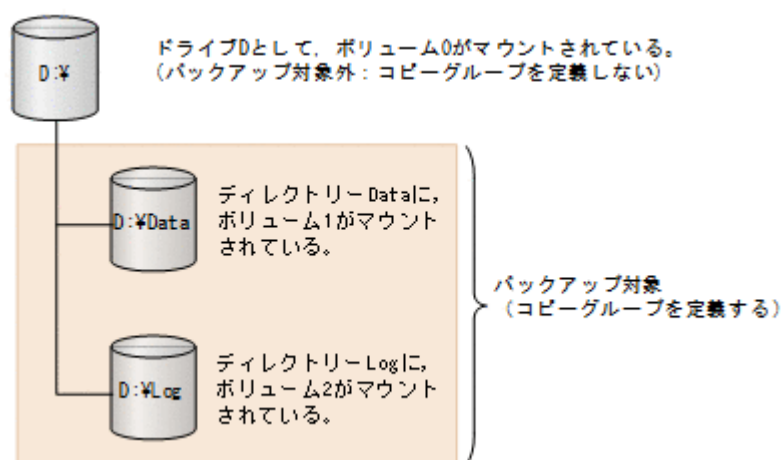 D:¥
ドライブDとして，ボリューム0がマウントされている。
（バックアップ対象外：コピーグループを定義しない）
D:¥Data
ディレクトリーDataに，
ボリューム1がマウント
されている。
バックアップ対象
（コピーグループを定義する）
D:¥Log
ディレクトリーLogに，
ボリューム2がマウント
されている。